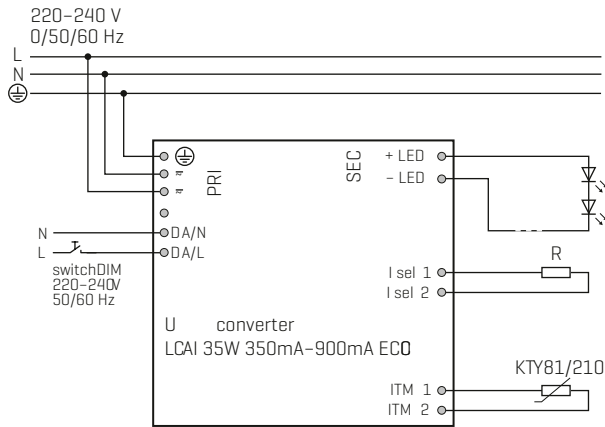 220-240 V
0/50/60 Hz
L
N
PRI
SEC
+ LED
- LED
N
DA/N
L
DA/L
switchDIM
220-240V
50/60 Hz
I sel 1
I sel 2
R
U converter
LCAI 35W 350mA-900mA ECO
KTY81/210
ITM 1
ITM 2